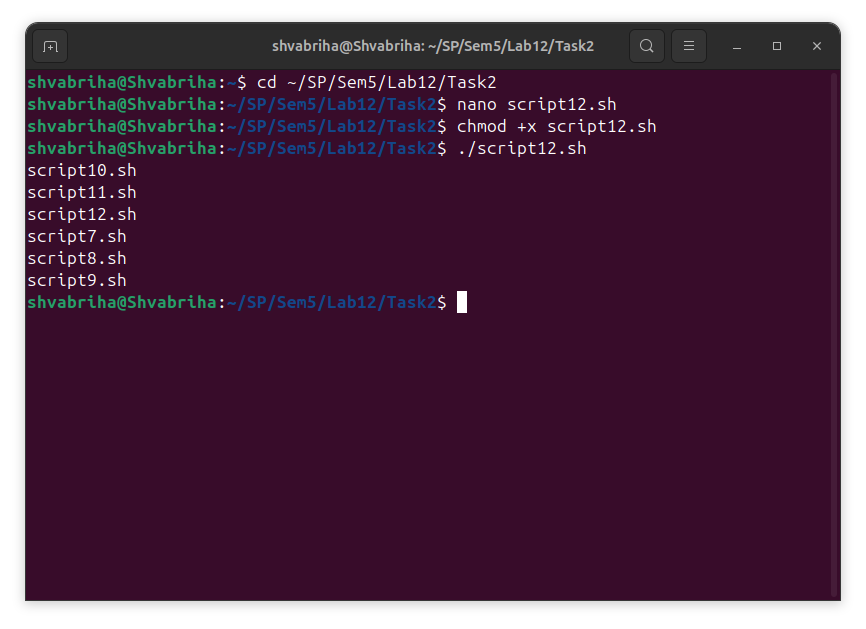 shvabriha@Shvabriha: ~/SP/Sem5/Lab12/Task2
shvabriha@Shvabriha:~$ cd ~/SP/Sem5/Lab12/Task2
shvabriha@Shvabriha:~/SP/Sem5/Lab12/Task2$ nano script12.sh
shvabriha@Shvabriha:~/SP/Sem5/Lab12/Task2$ chmod +x script12.sh
shvabriha@Shvabriha:~/SP/Sem5/Lab12/Task2$ ./script12.sh
script10.sh
script11.sh
script12.sh
script7.sh
script8.sh
script9.sh
shvabriha@Shvabriha:~/SP/Sem5/Lab12/Task2$